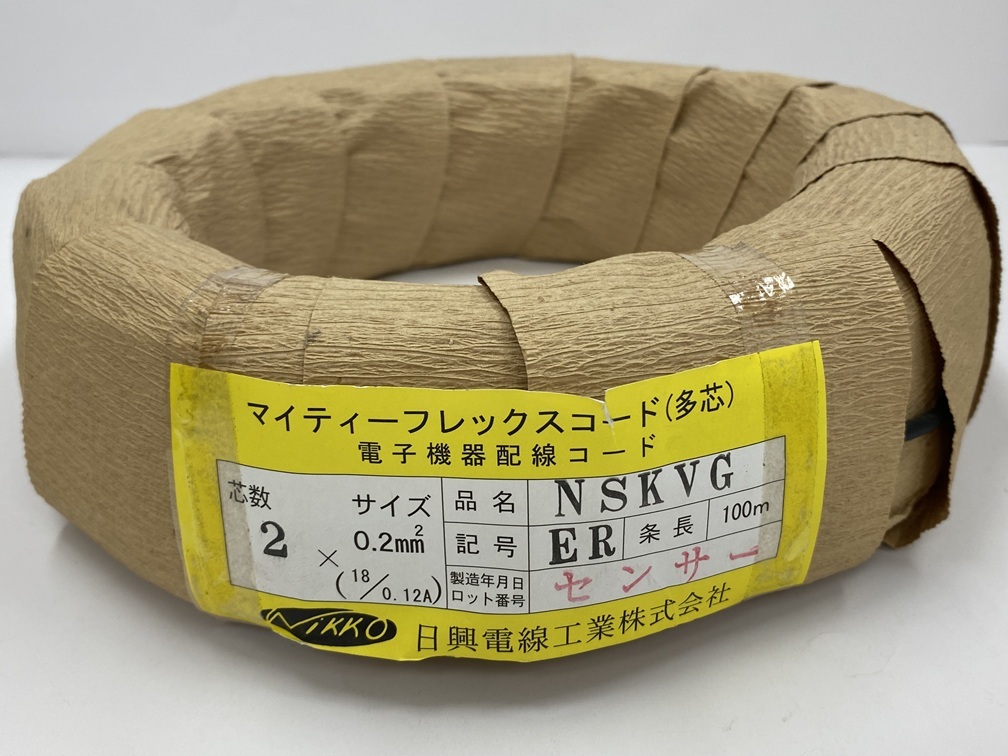 マイティーフレックスコード(多芯)
電子機器配線コード
芯数 サイズ
2 × 0.2mm²
(18/0.12A)
品名 NSKVG
記号 ER 条長 100m
製造年月日
ロット番号
センサー
NIKKO 日興電線工業株式会社